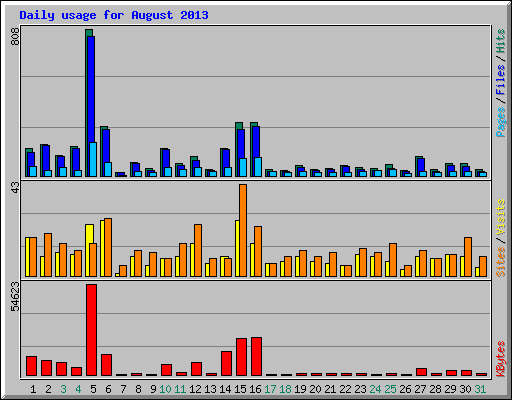 Daily usage for August 2013
808
Pages/Files/Hits
43
Sites/Visits
54623
KBytes
1 2 3 4 5 6 7 8 9 10 11 12 13 14 15 16 17 18 19 20 21 22 23 24 25 26 27 28 29 30 31